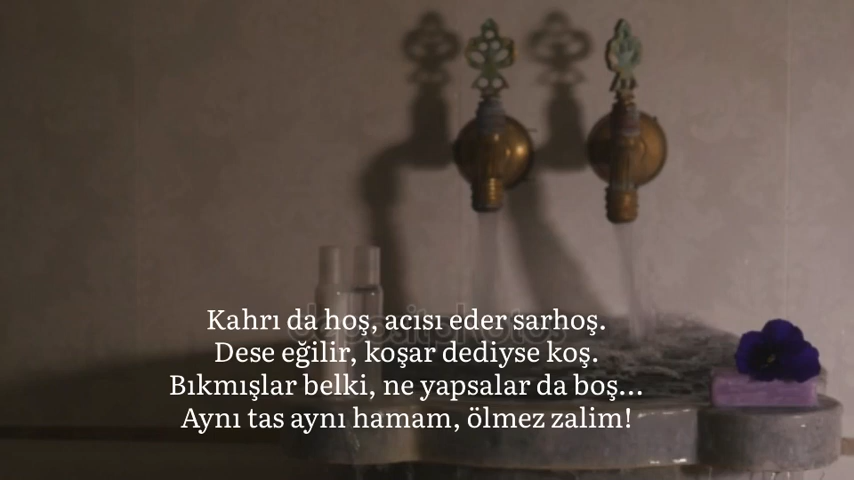 Kahrı da hoş, acısı eder sarhoş.
Dese eğilir, koşar dediyse koş.
Bıkmışlar belki, ne yapsalar da boş...
Aynı tas aynı hamam, ölmez zalim!
depositphotos